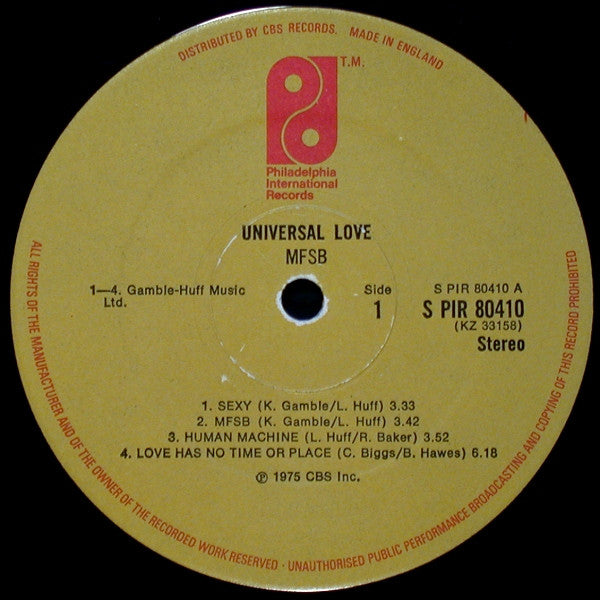 DISTRIBUTED BY CBS RECORDS. MADE IN ENGLAND
T.M.
Philadelphia
International
Records
UNIVERSAL LOVE
MFSB
1—4. Gamble-Huff Music
Ltd.
Side
1
S PIR 80410 A
S PIR 80410
(KZ 33158)
Stereo
1. SEXY (K. Gamble/L. Huff) 3.33
2. MFSB (K. Gamble/L. Huff) 3.42
3. HUMAN MACHINE (L. Huff/R. Baker) 3.52
4. LOVE HAS NO TIME OR PLACE (C. Biggs/B. Hawes) 6.18
℗ 1975 CBS Inc.
ALL RIGHTS OF THE MANUFACTURER AND OF THE OWNER OF THE RECORDED WORK RESERVED · UNAUTHORISED PUBLIC PERFORMANCE BROADCASTING AND COPYING OF THIS RECORD PROHIBITED